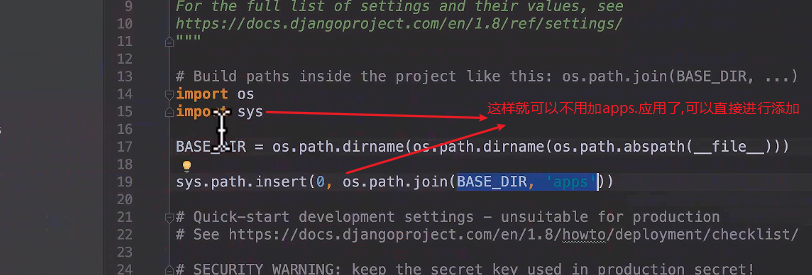 9 For the full list of settings and their values, see
10 https://docs.djangoproject.com/en/1.8/ref/settings/
11 """
12
13 # Build paths inside the project like this: os.path.join(BASE_DIR, ...)
14 import os
15 import sys
这样就可以不用加apps.应用了,可以直接进行添加
16
17 BASE_DIR = os.path.dirname(os.path.dirname(os.path.abspath(__file__)))
18
19 sys.path.insert(0, os.path.join(BASE_DIR, 'apps'))
20
21 # Quick-start development settings - unsuitable for production
22 # See https://docs.djangoproject.com/en/1.8/howto/deployment/checklist/
23
24 # SECURITY WARNING: keep the secret key used in production secret!